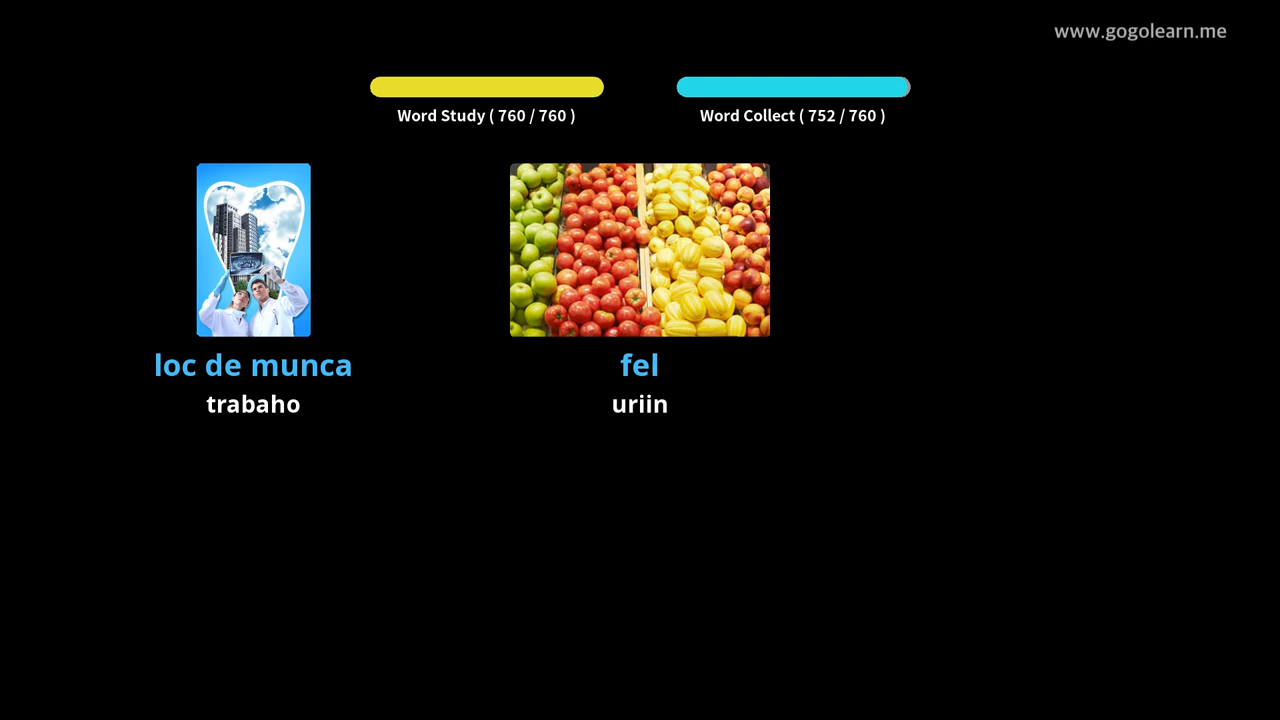 www.gogolearn.me
Word Study ( 760 / 760 )
Word Collect ( 752 / 760 )
loc de munca
trabaho
fel
uriin